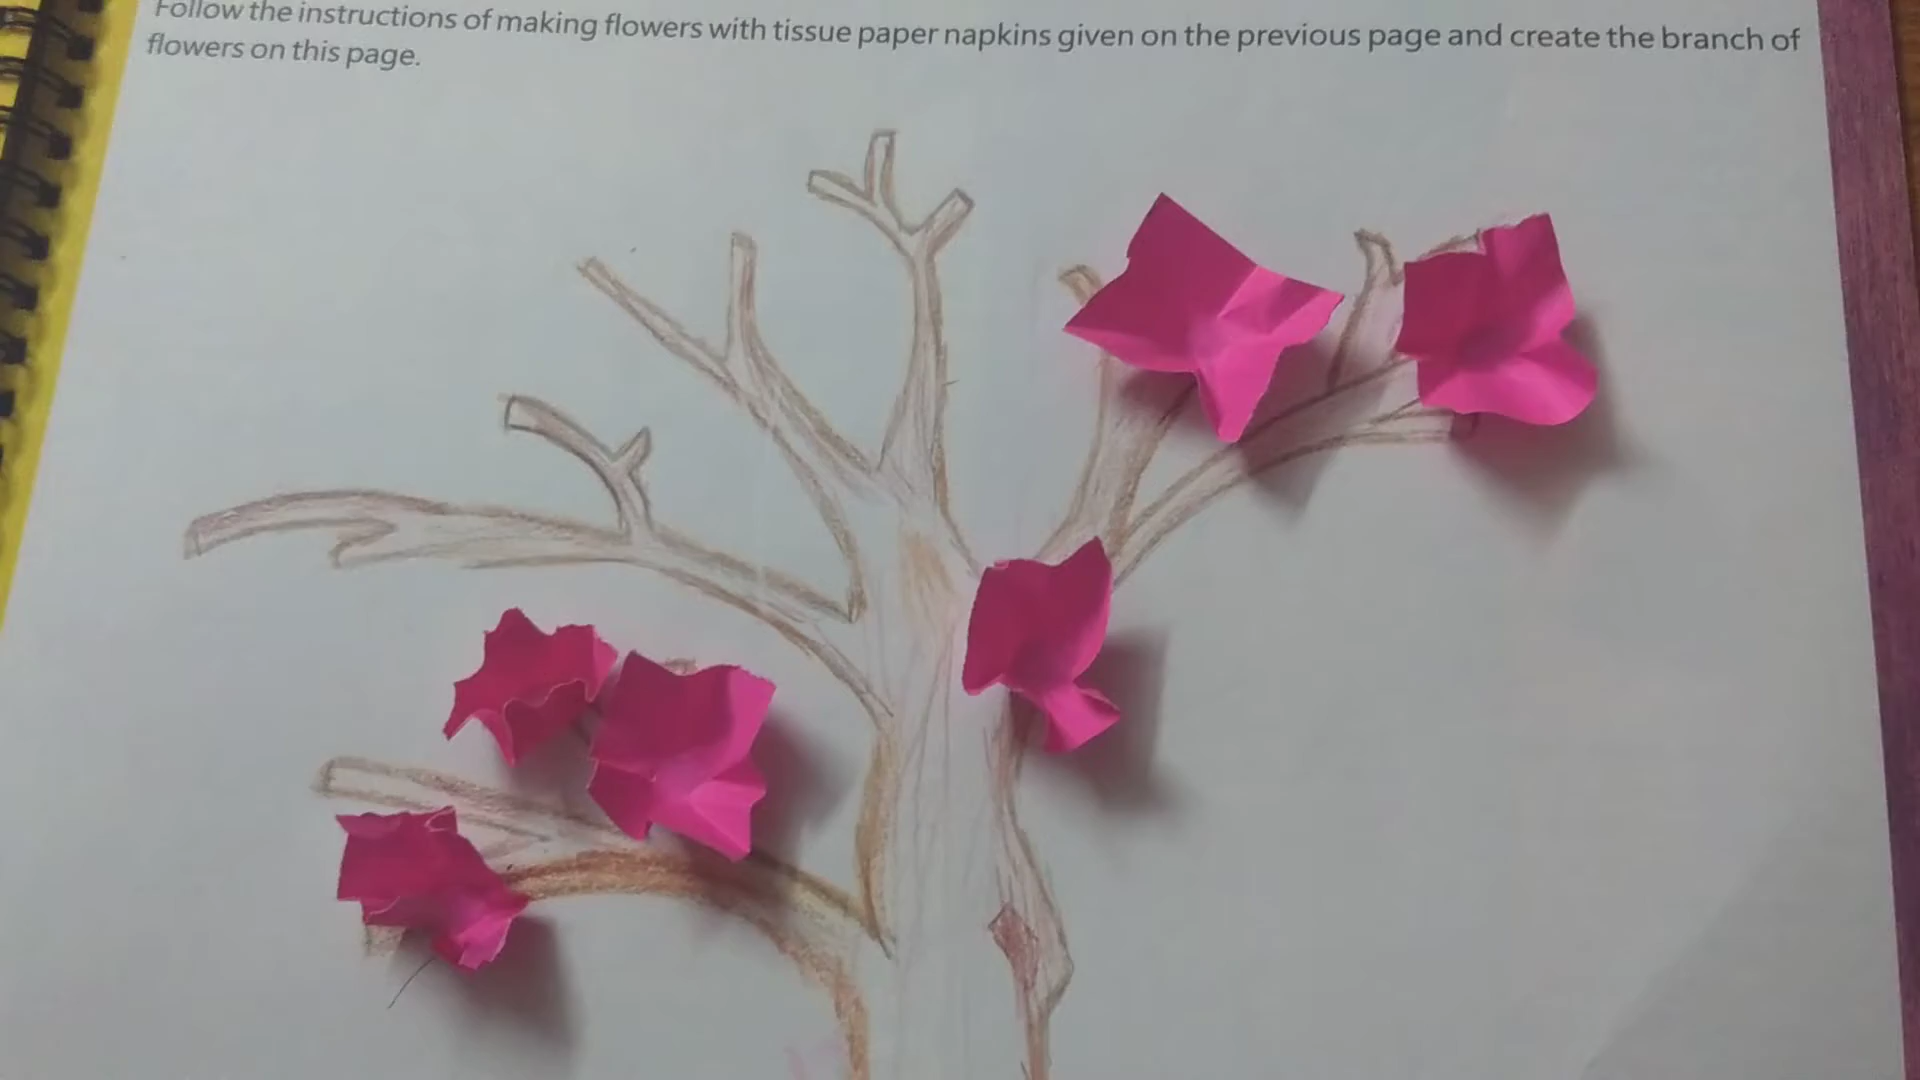 Follow the instructions of making flowers with tissue paper napkins given on the previous page and create the branch of
flowers on this page.